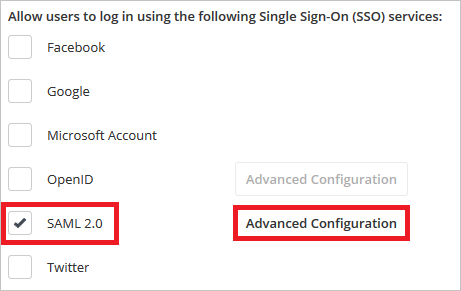 Allow users to log in using the following Single Sign-On (SSO) services:
Facebook
Google
Microsoft Account
OpenID Advanced Configuration
SAML 2.0 Advanced Configuration
Twitter